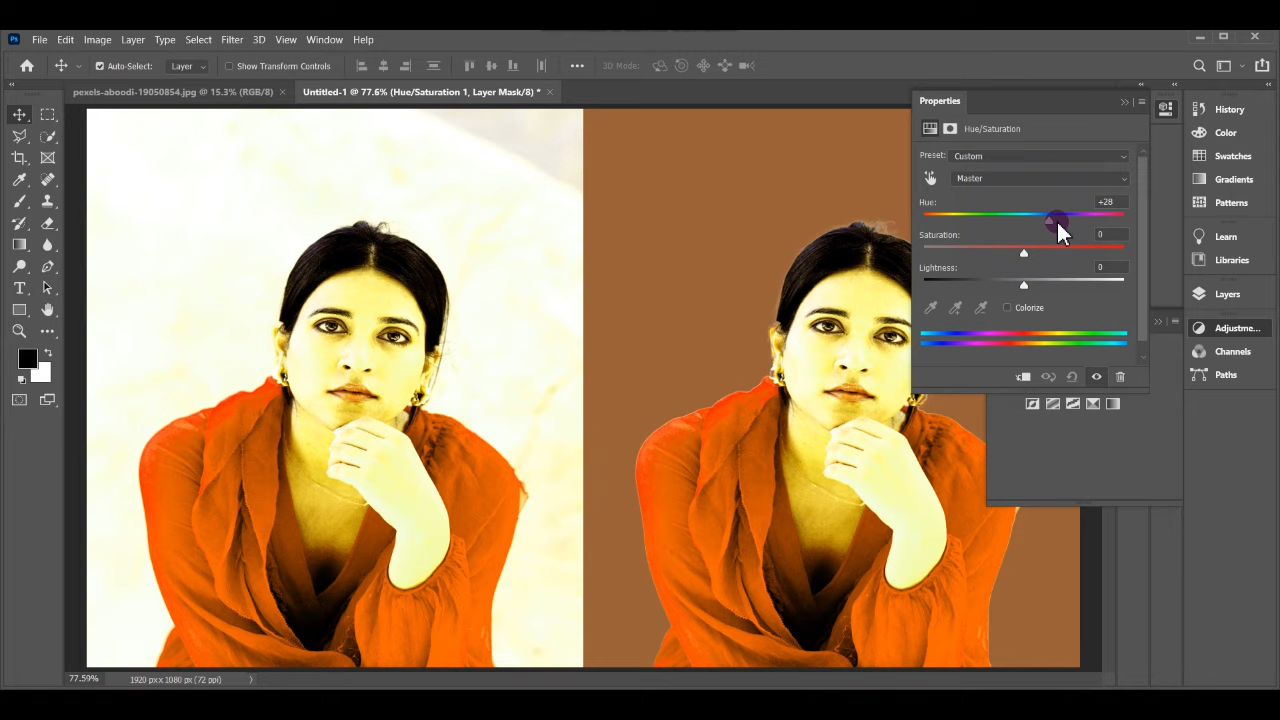 Ps File Edit Image Layer Type Select Filter 3D View Window Help
Auto-Select: Layer Show Transform Controls ••• 3D Mode:
pexels-aboodi-19050854.jpg @ 15.3% (RGB/8) × Untitled-1 @ 77.6% (Hue/Saturation 1, Layer Mask/8) * ×
Properties
Hue/Saturation
Preset: Custom
Master
Hue: +28
Saturation: 0
Lightness: 0
Colorize
History
Color
Swatches
Gradients
Patterns
Learn
Libraries
Layers
Adjustme...
Channels
Paths
77.59% 1920 px x 1080 px (72 ppi)